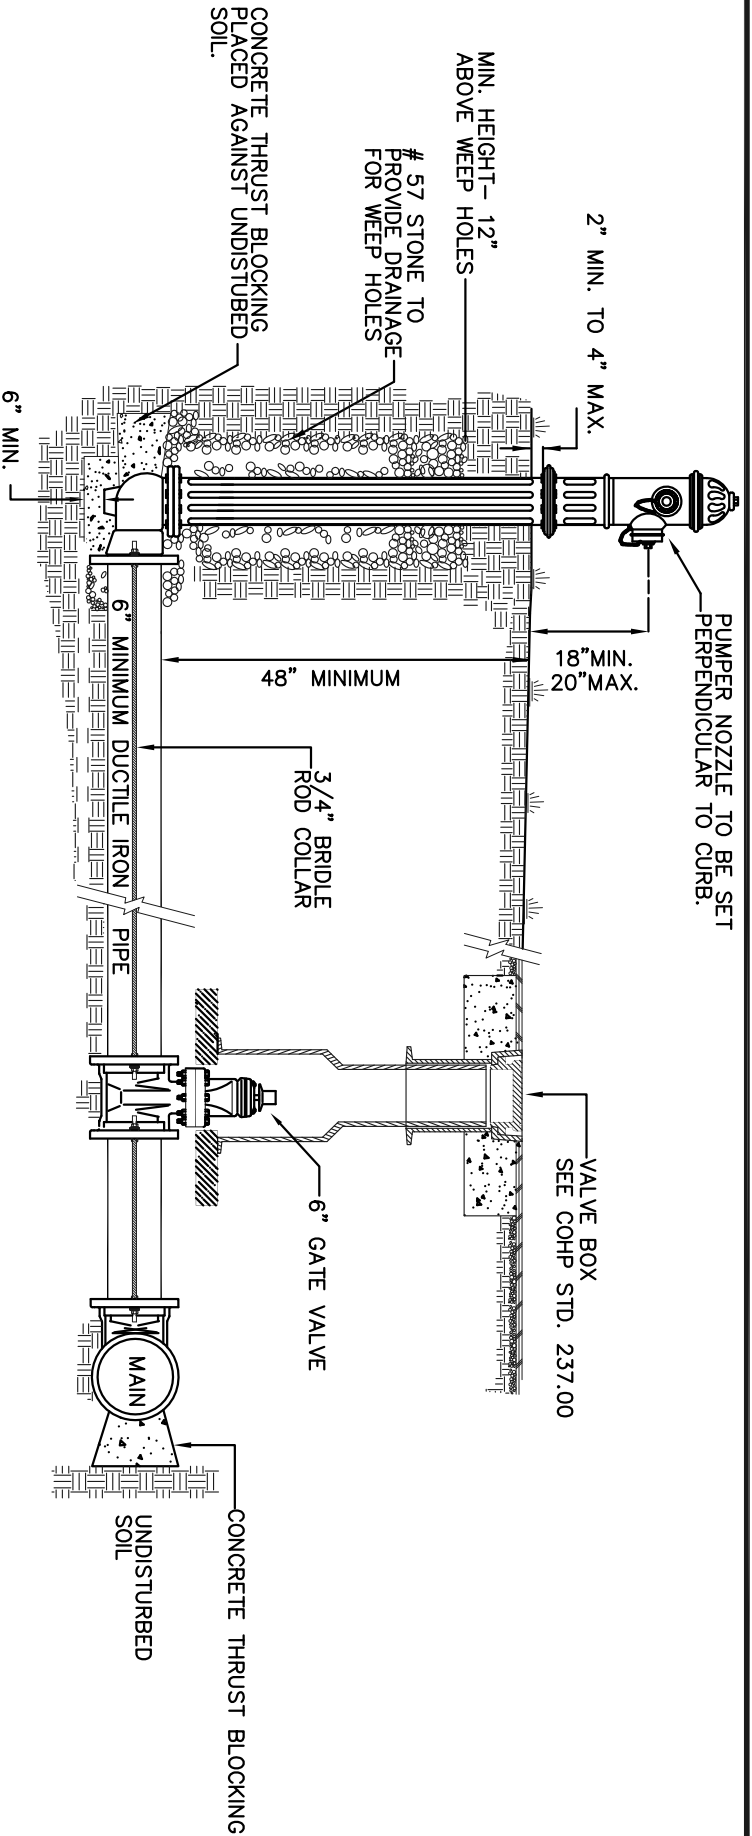 PUMPER NOZZLE TO BE SET
PERPENDICULAR TO CURB.
2" MIN. TO 4" MAX.
18"MIN.
20"MAX.
VALVE BOX
SEE COHP STD. 237.00
MIN. HEIGHT- 12"
ABOVE WEEP HOLES
# 57 STONE TO
PROVIDE DRAINAGE
FOR WEEP HOLES
48" MINIMUM
3/4" BRIDLE
ROD COLLAR
6" GATE VALVE
CONCRETE THRUST BLOCKING
PLACED AGAINST UNDISTUBED
SOIL.
CONCRETE THRUST BLOCKING
6" MINIMUM DUCTILE IRON PIPE
MAIN
UNDISTURBED
SOIL
6" MIN.